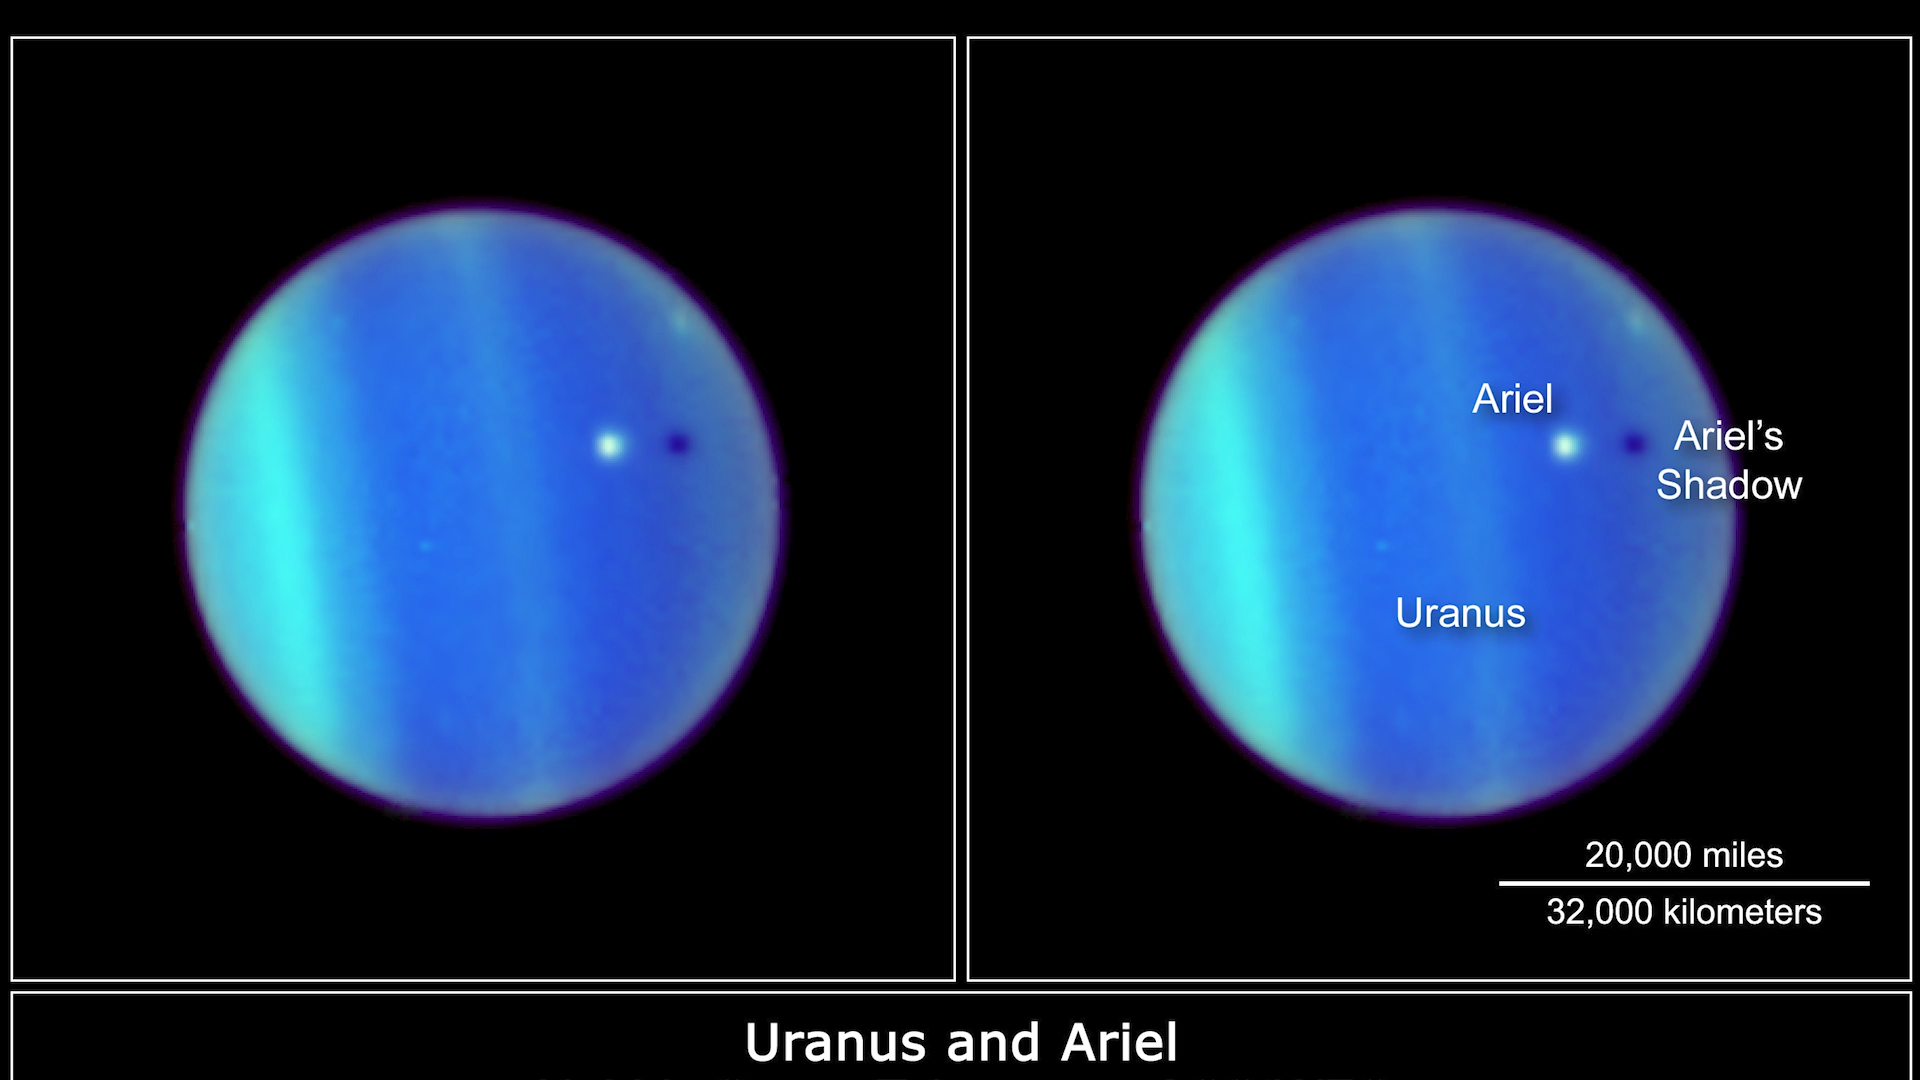 Ariel
Ariel’s
Shadow
Uranus
20,000 miles
32,000 kilometers
Uranus and Ariel